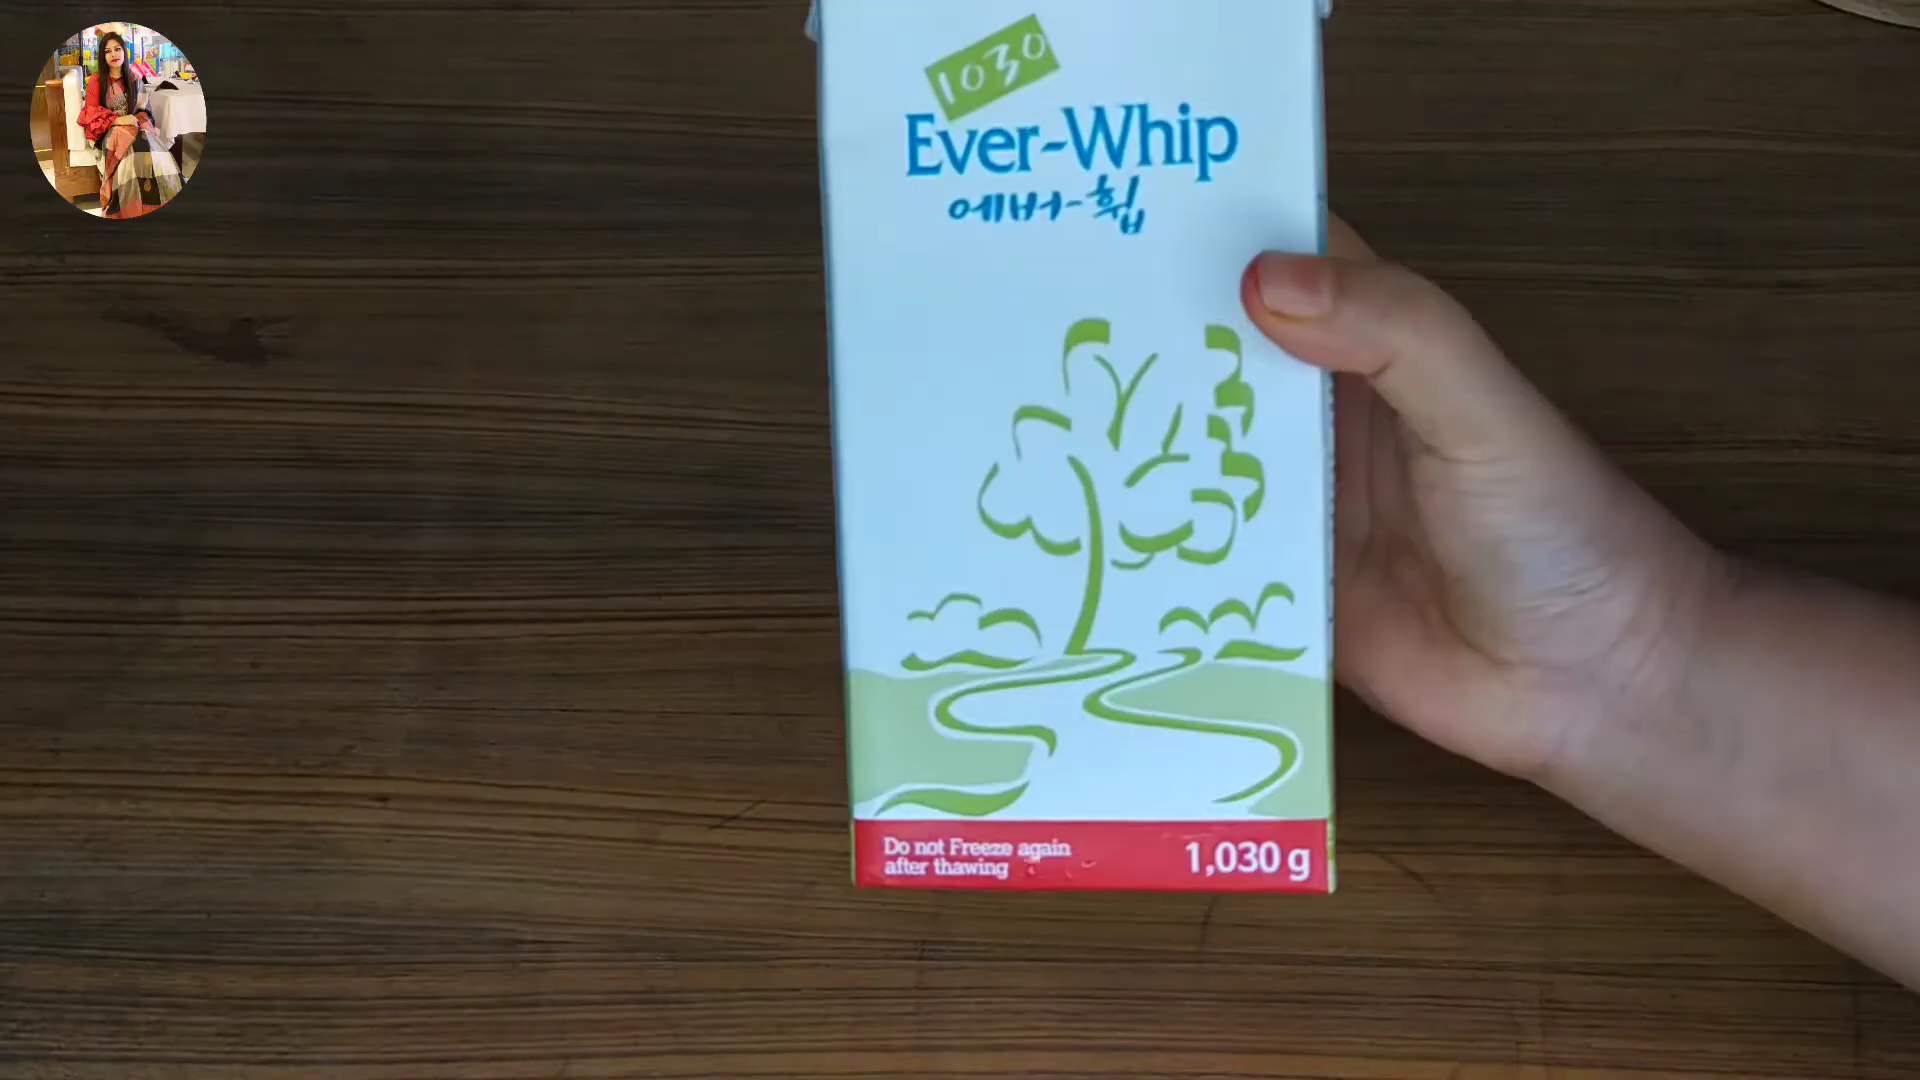 1030
Ever-Whip
에버-휩
Do not Freeze again
after thawing
1,030 g